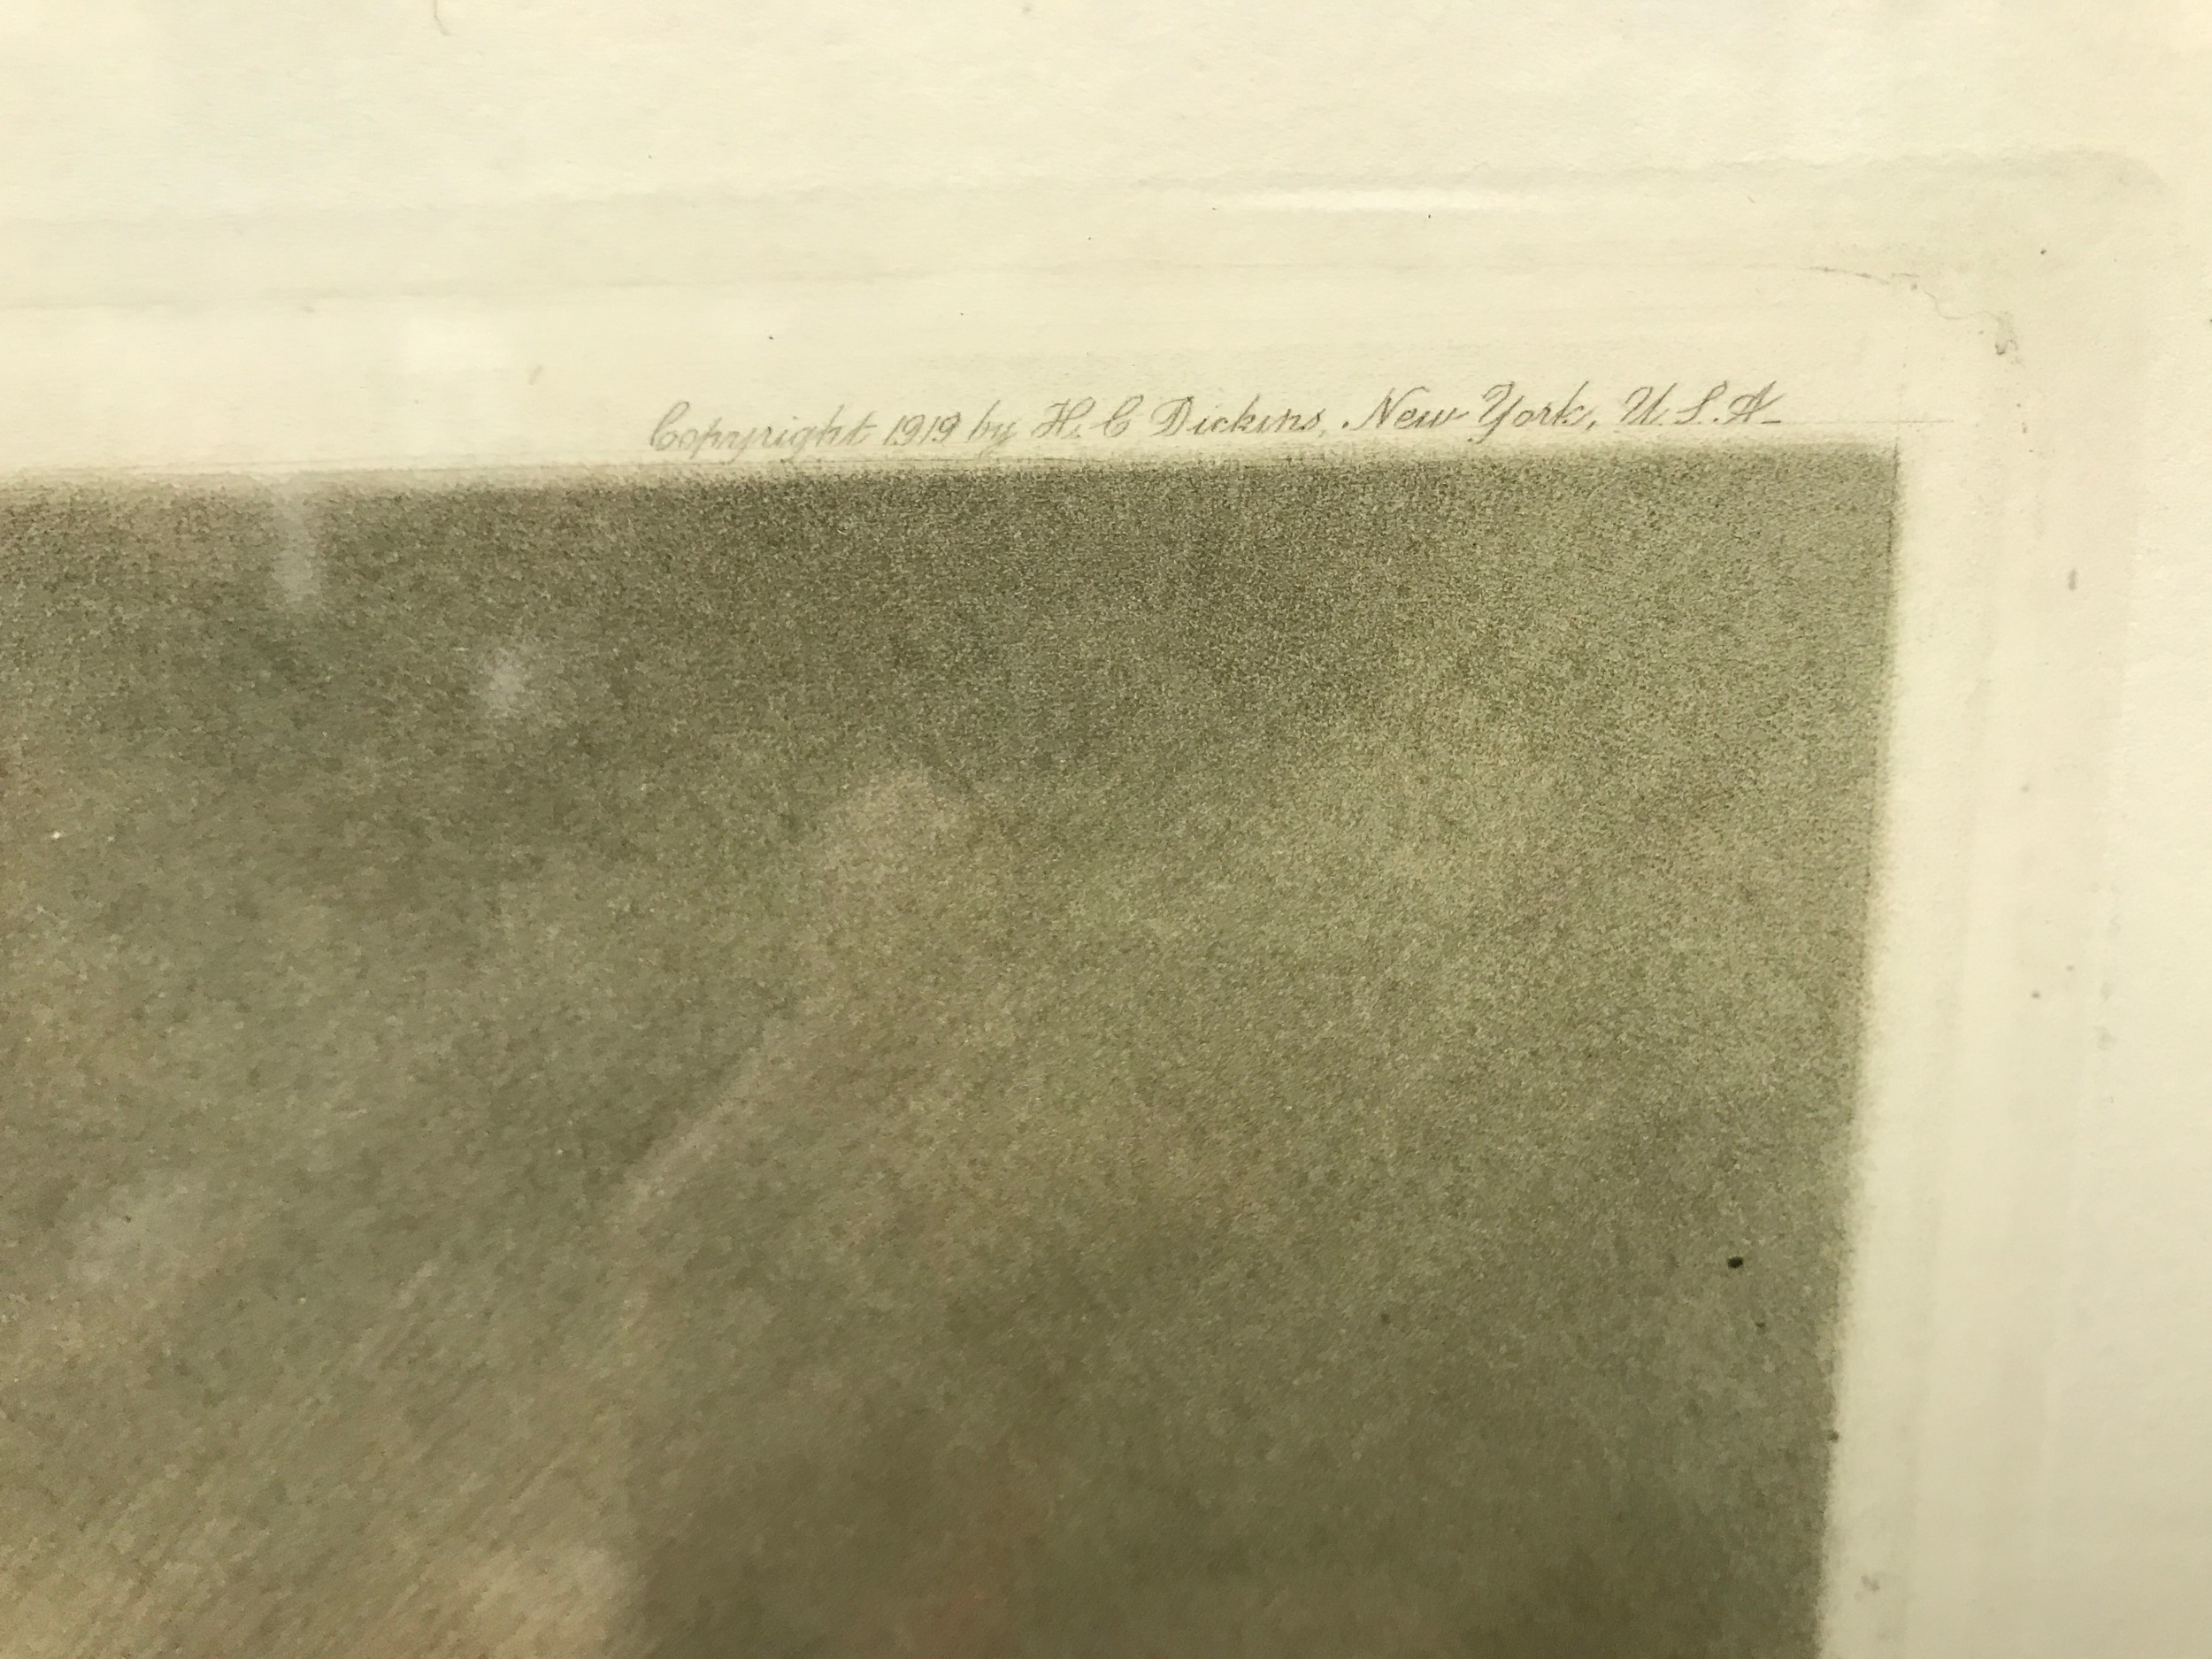 Copyright 1919 by H. C Dickins, New York, U.S.A-